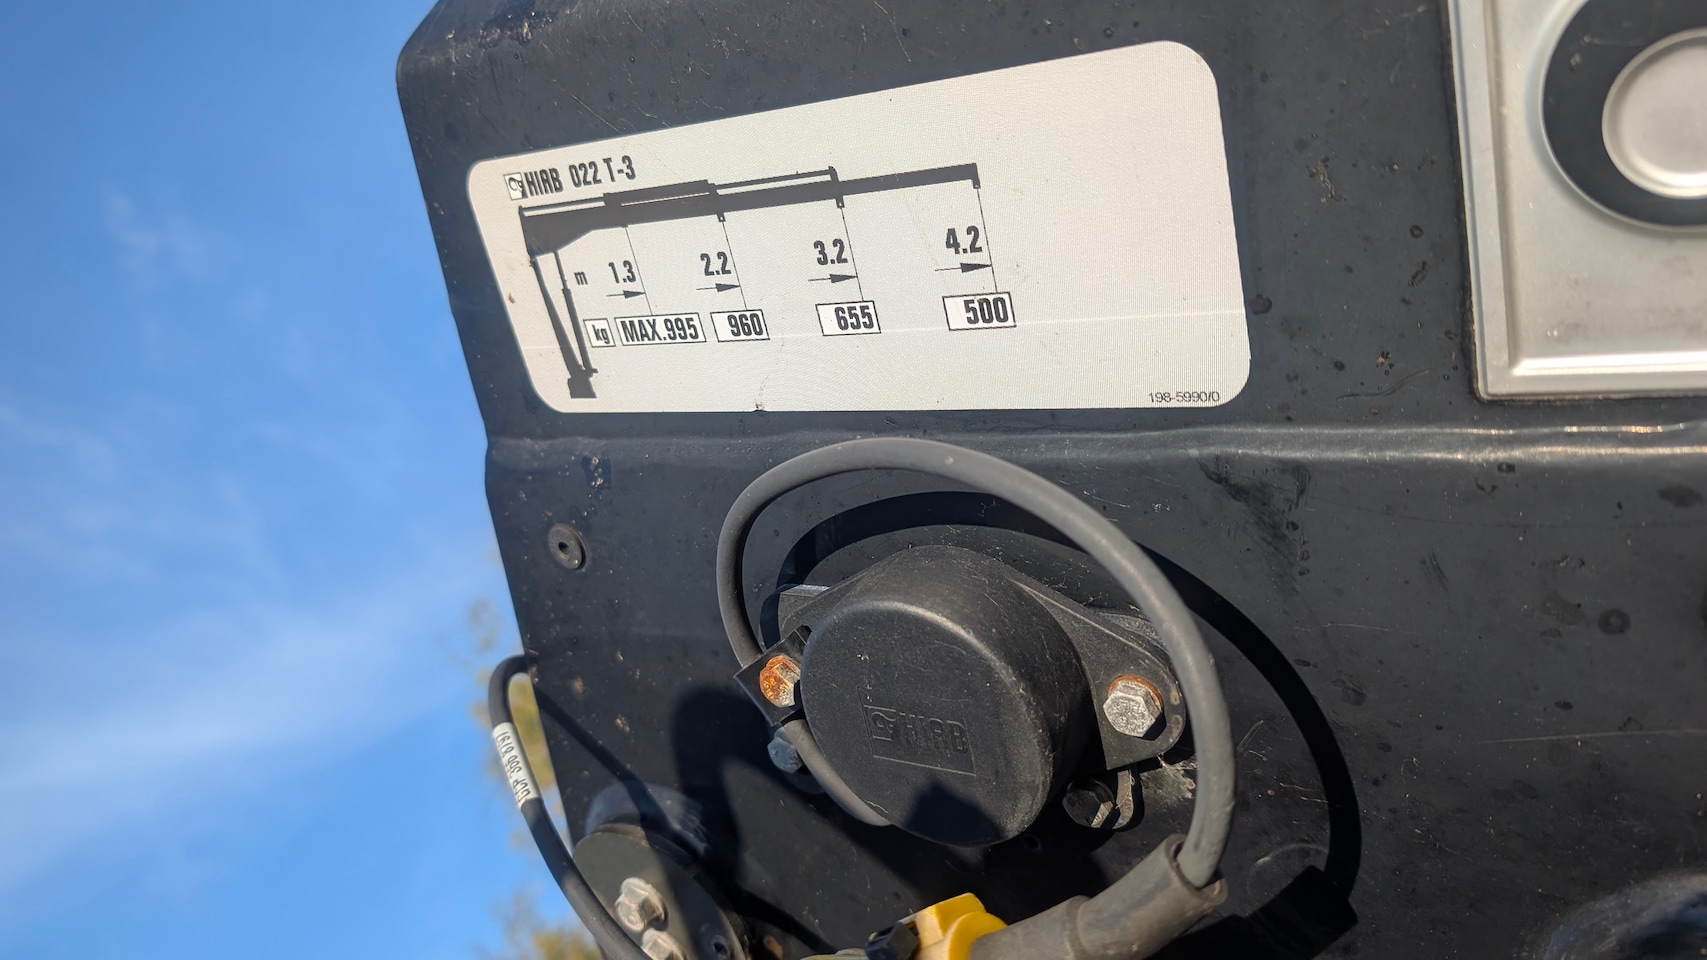 HIAB 022 T-3
m 1.3 2.2 3.2 4.2
kg MAX.995 960 655 500
198-5990/0
HIAB